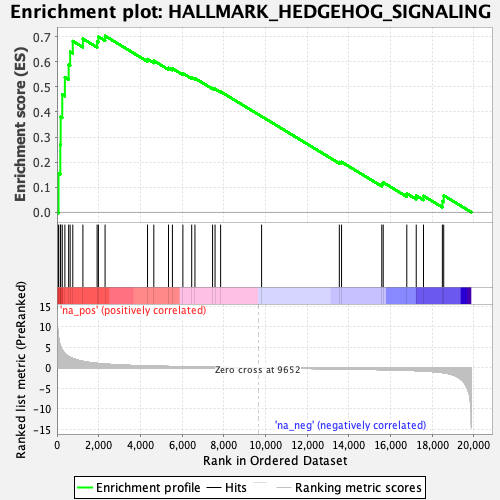 Enrichment plot: HALLMARK_HEDGEHOG_SIGNALING
Enrichment score (ES)
0.7
0.6
0.5
0.4
0.3
0.2
0.1
0.0
'na_pos' (positively correlated)
Ranked list metric (PreRanked)
15
10
5
0
-5
-10
-15
Zero cross at 9652
'na_neg' (negatively correlated)
0 2,000 4,000 6,000 8,000 10,000 12,000 14,000 16,000 18,000 20,000
Rank in Ordered Dataset
Enrichment profile Hits Ranking metric scores